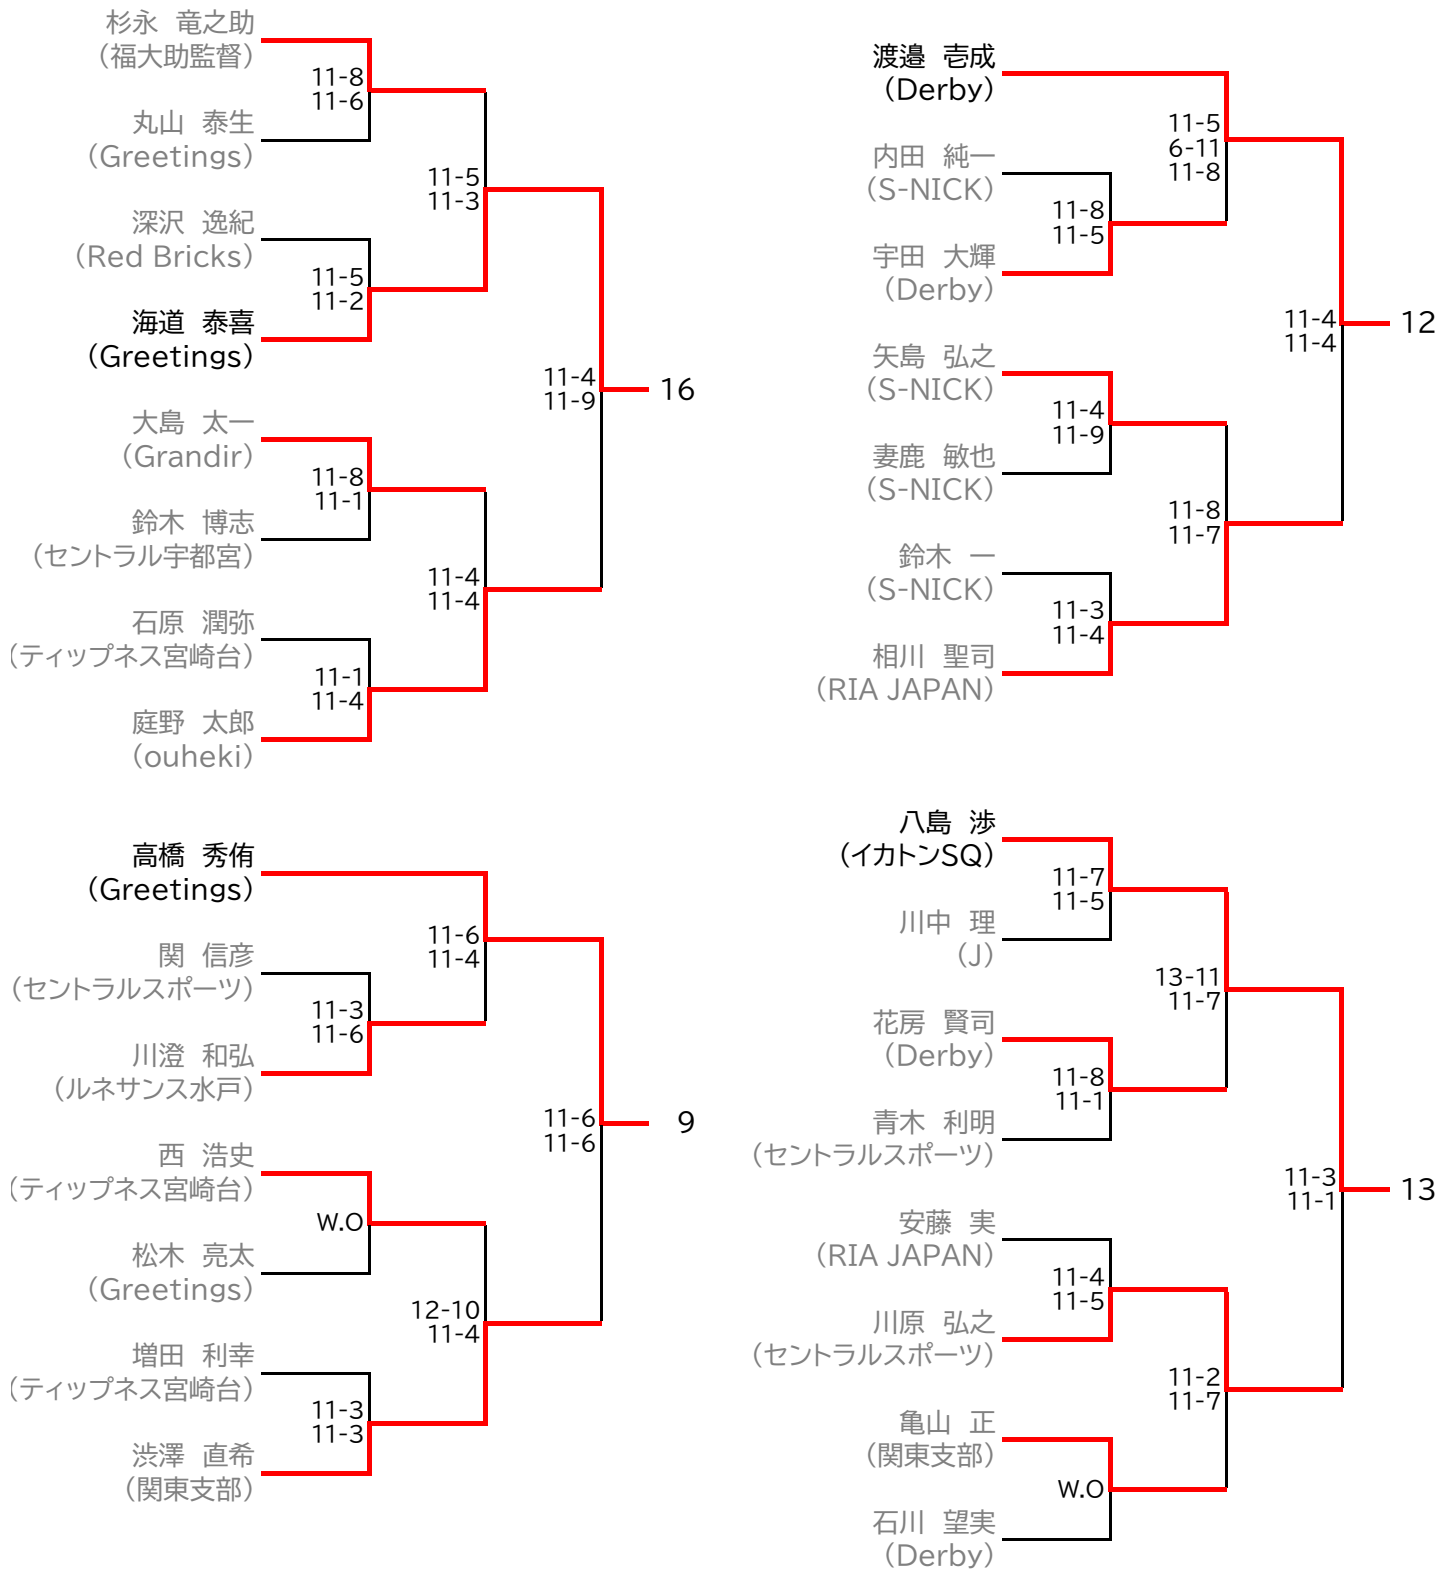 杉永 竜之助
(福大助監督)
11-8
11-6
丸山 泰生
(Greetings)
11-5
11-3
深沢 逸紀
(Red Bricks)
11-5
11-2
海道 泰喜
(Greetings)
11-4
11-9
16
大島 太一
(Grandir)
11-8
11-1
鈴木 博志
(セントラル宇都宮)
11-4
11-4
石原 潤弥
(ティップネス宮崎台)
11-1
11-4
庭野 太郎
(ouheki)
渡邉 壱成
(Derby)
11-5
6-11
11-8
内田 純一
(S-NICK)
11-8
11-5
宇田 大輝
(Derby)
11-4
11-4
12
矢島 弘之
(S-NICK)
11-4
11-9
妻鹿 敏也
(S-NICK)
11-8
11-7
鈴木 一
(S-NICK)
11-3
11-4
相川 聖司
(RIA JAPAN)
高橋 秀侑
(Greetings)
11-6
11-4
関 信彦
(セントラルスポーツ)
11-3
11-6
川澄 和弘
(ルネサンス水戸)
11-6
11-6
9
西 浩史
(ティップネス宮崎台)
W.O
松木 亮太
(Greetings)
12-10
11-4
増田 利幸
(ティップネス宮崎台)
11-3
11-3
渋澤 直希
(関東支部)
八島 渉
(イカトンSQ)
11-7
11-5
川中 理
(J)
13-11
11-7
花房 賢司
(Derby)
11-8
11-1
青木 利明
(セントラルスポーツ)
11-3
11-1
13
安藤 実
(RIA JAPAN)
11-4
11-5
川原 弘之
(セントラルスポーツ)
11-2
11-7
亀山 正
(関東支部)
W.O
石川 望実
(Derby)